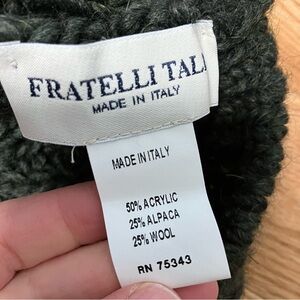 FRATELLI TALI
MADE IN ITALY
MADE IN ITALY
50% ACRYLIC
25% ALPACA
25% WOOL
RN 75343